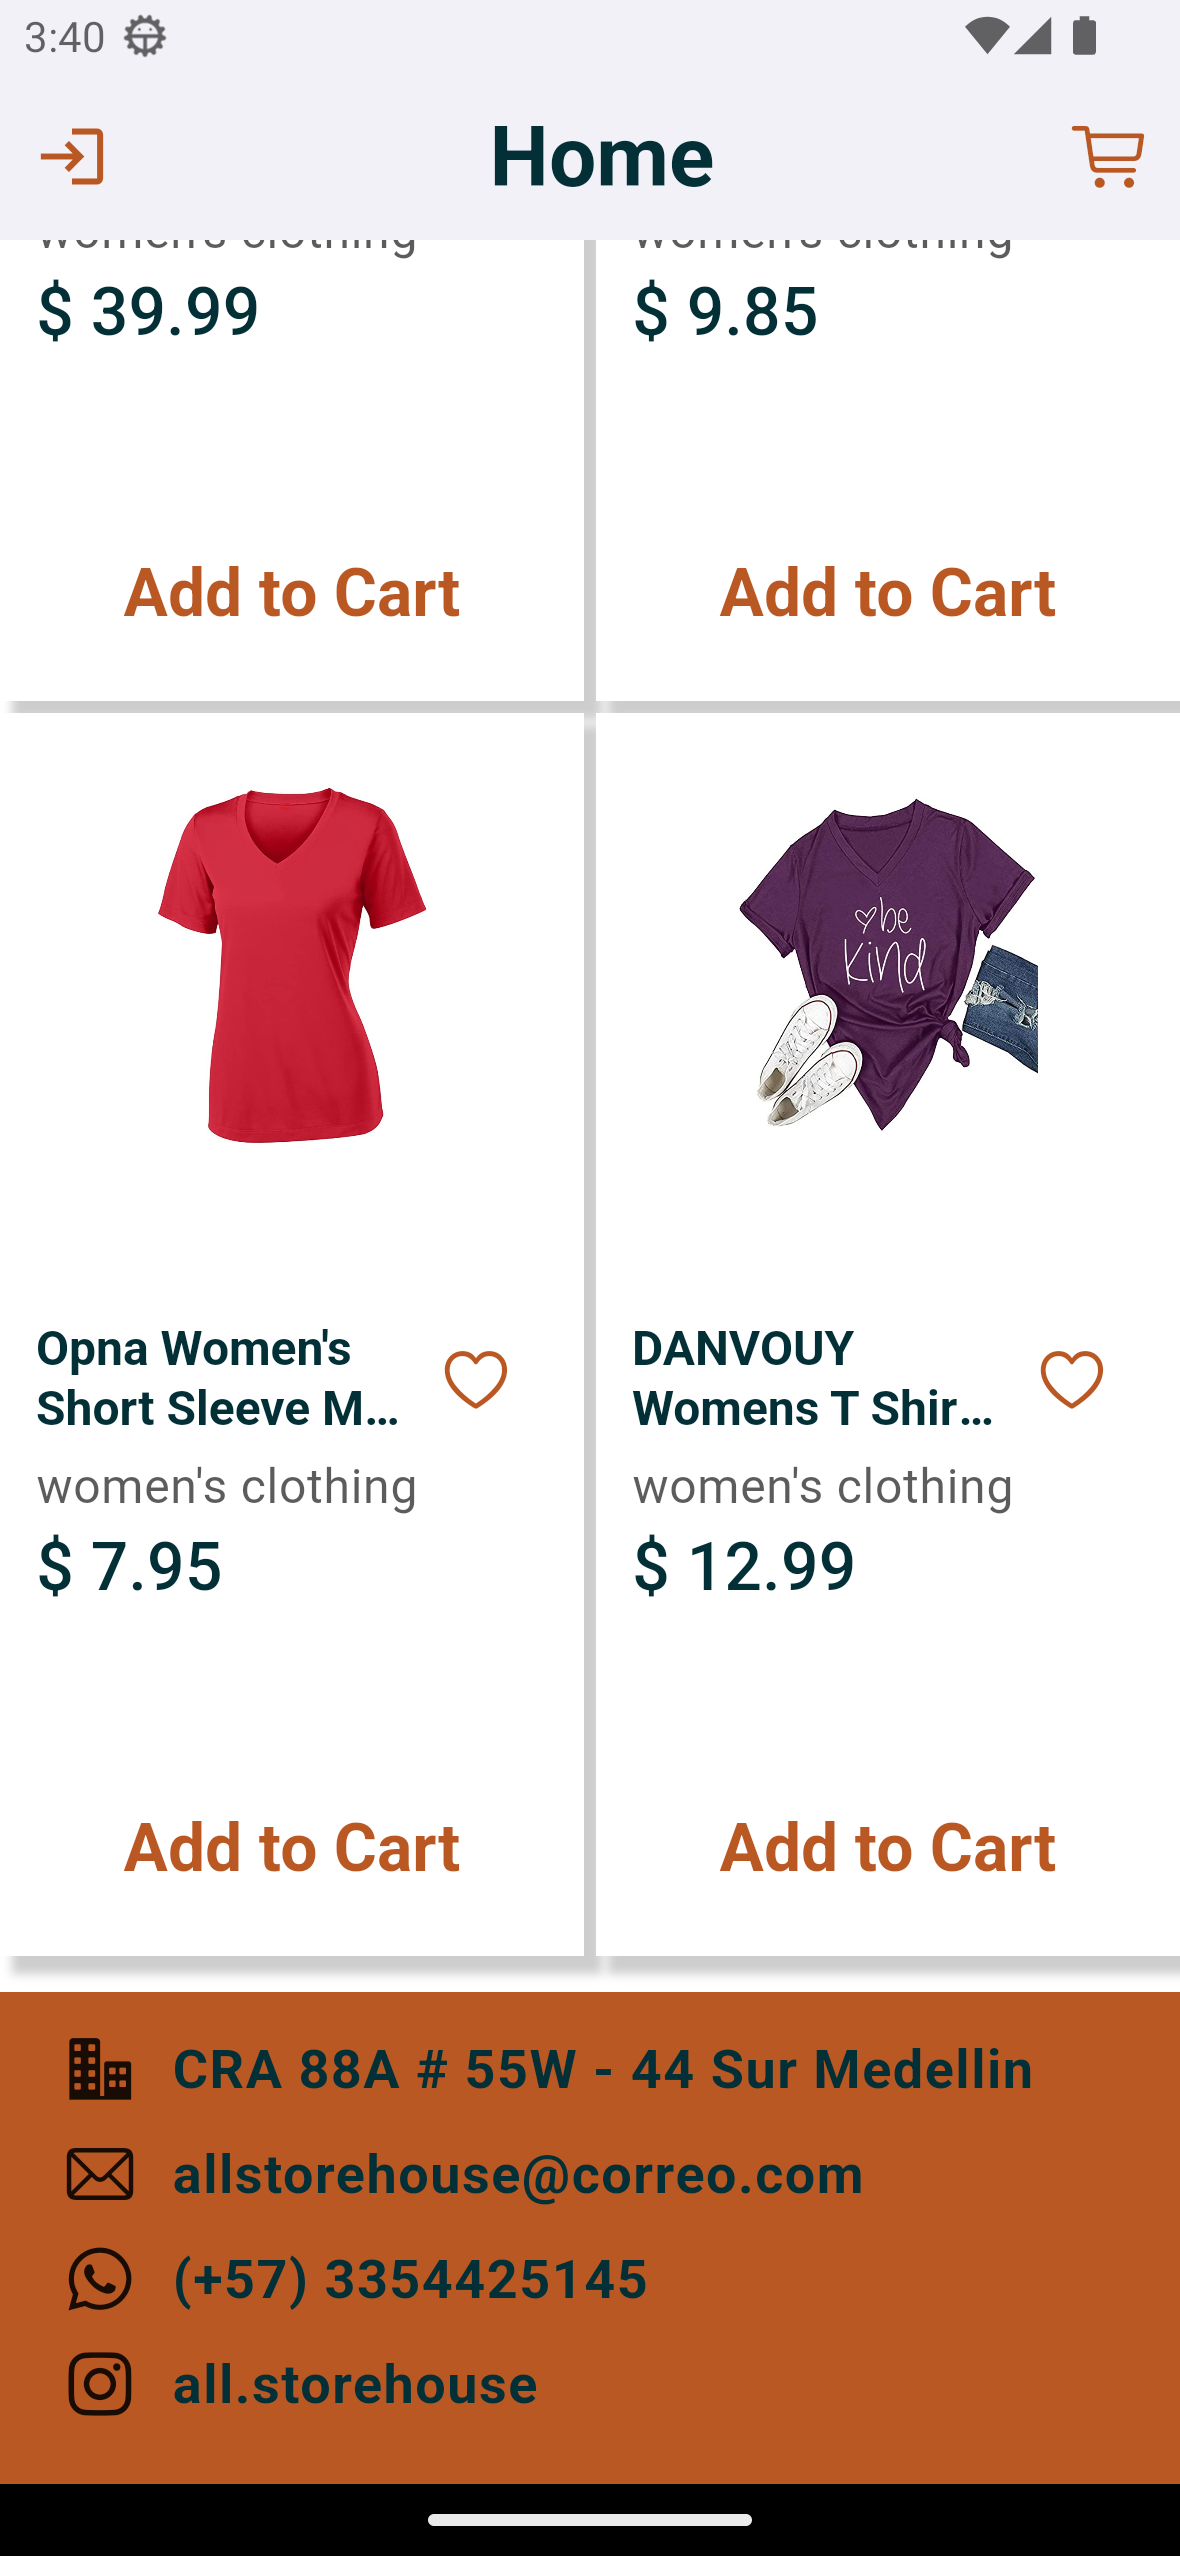 3:40
Home
women's clothing
women's clothing
$ 39.99
$ 9.85
Add to Cart
Add to Cart
be
kind
Opna Women's
Short Sleeve M...
women's clothing
$ 7.95
DANVOUY
Womens T Shir...
women's clothing
$ 12.99
Add to Cart
Add to Cart
CRA 88A # 55W - 44 Sur Medellin
allstorehouse@correo.com
(+57) 3354425145
all.storehouse